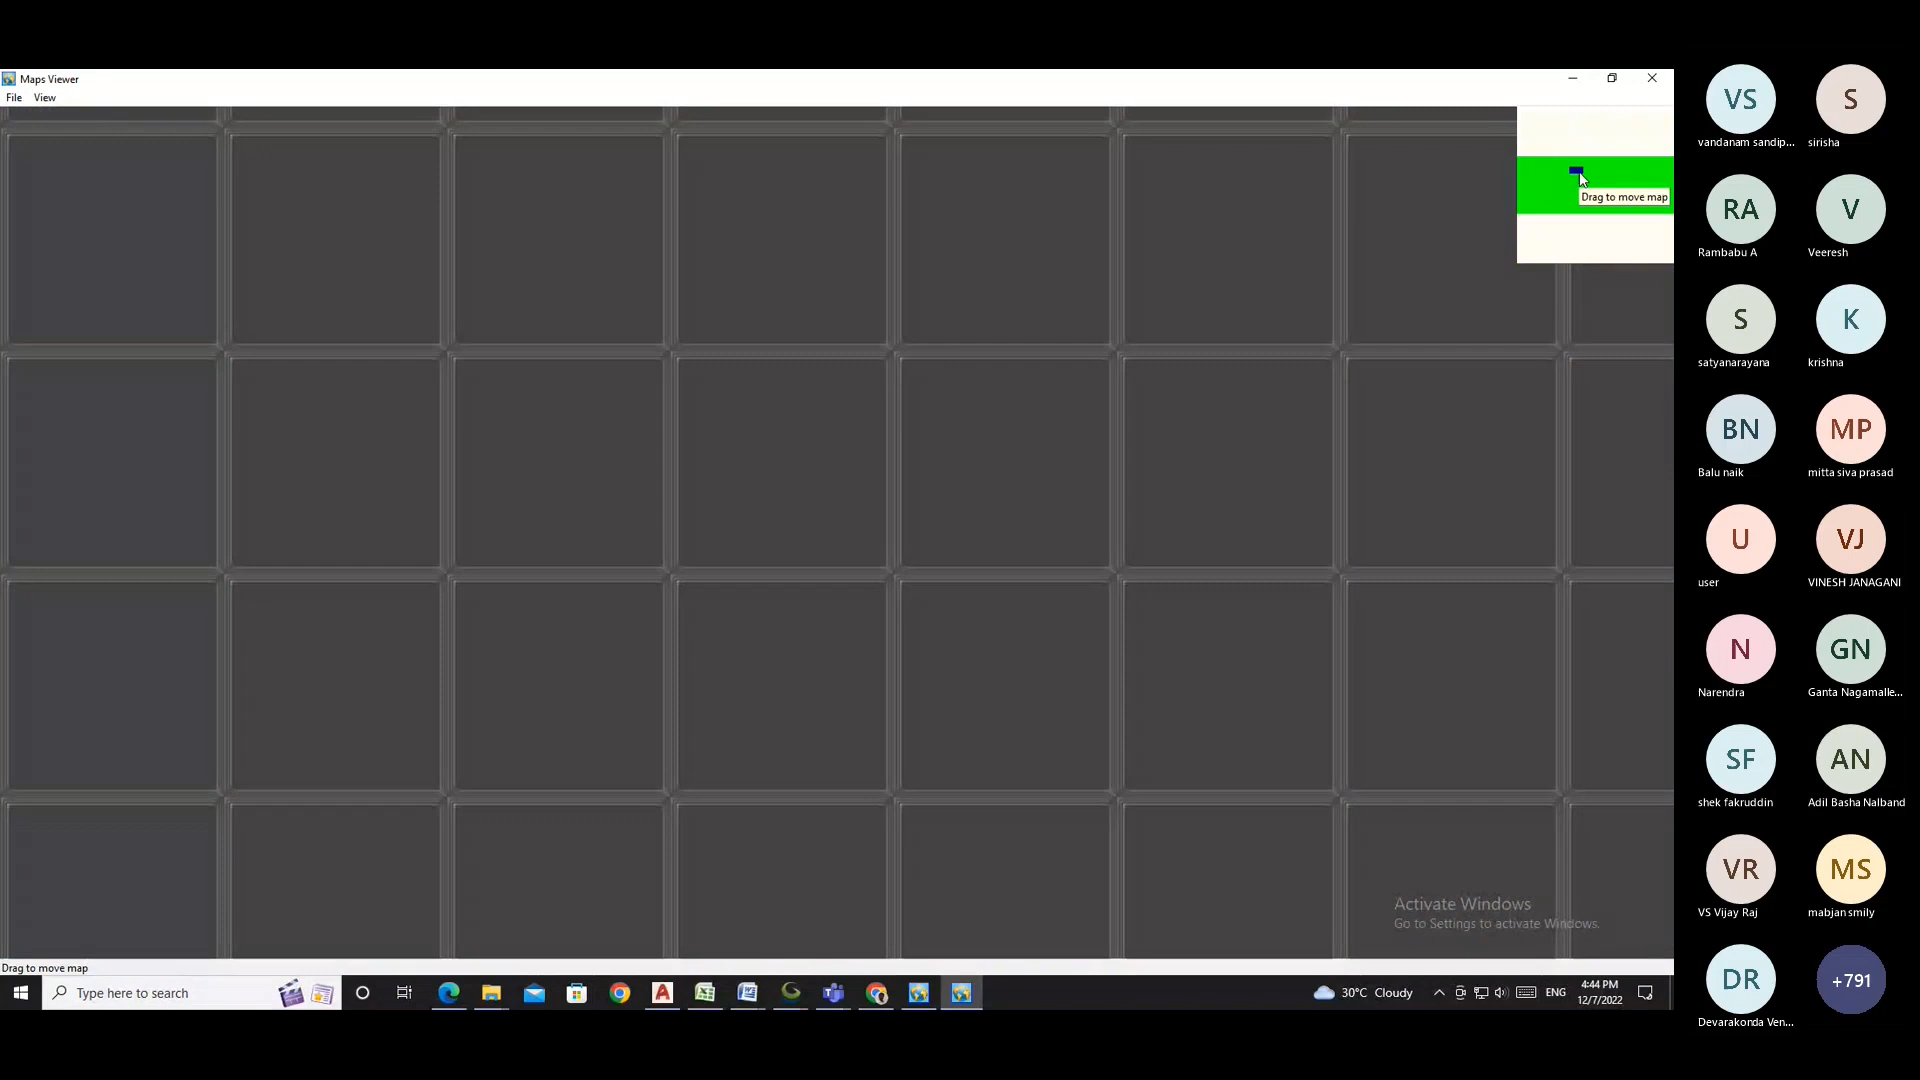 Maps Viewer
File View
Drag to move map
Activate Windows
Go to Settings to activate Windows.
Drag to move map
Type here to search
30°C Cloudy
ENG
4:44 PM
12/7/2022
VS
vandanam sandip...
S
sirisha
RA
Rambabu A
V
Veeresh
S
satyanarayana
K
krishna
BN
Balu naik
MP
mitta siva prasad
U
user
VJ
VINESH JANAGANI
N
Narendra
GN
Ganta Nagamalle...
SF
shek fakruddin
AN
Adil Basha Nalband
VR
VS Vijay Raj
MS
mabjan smily
DR
Devarakonda Ven...
+791